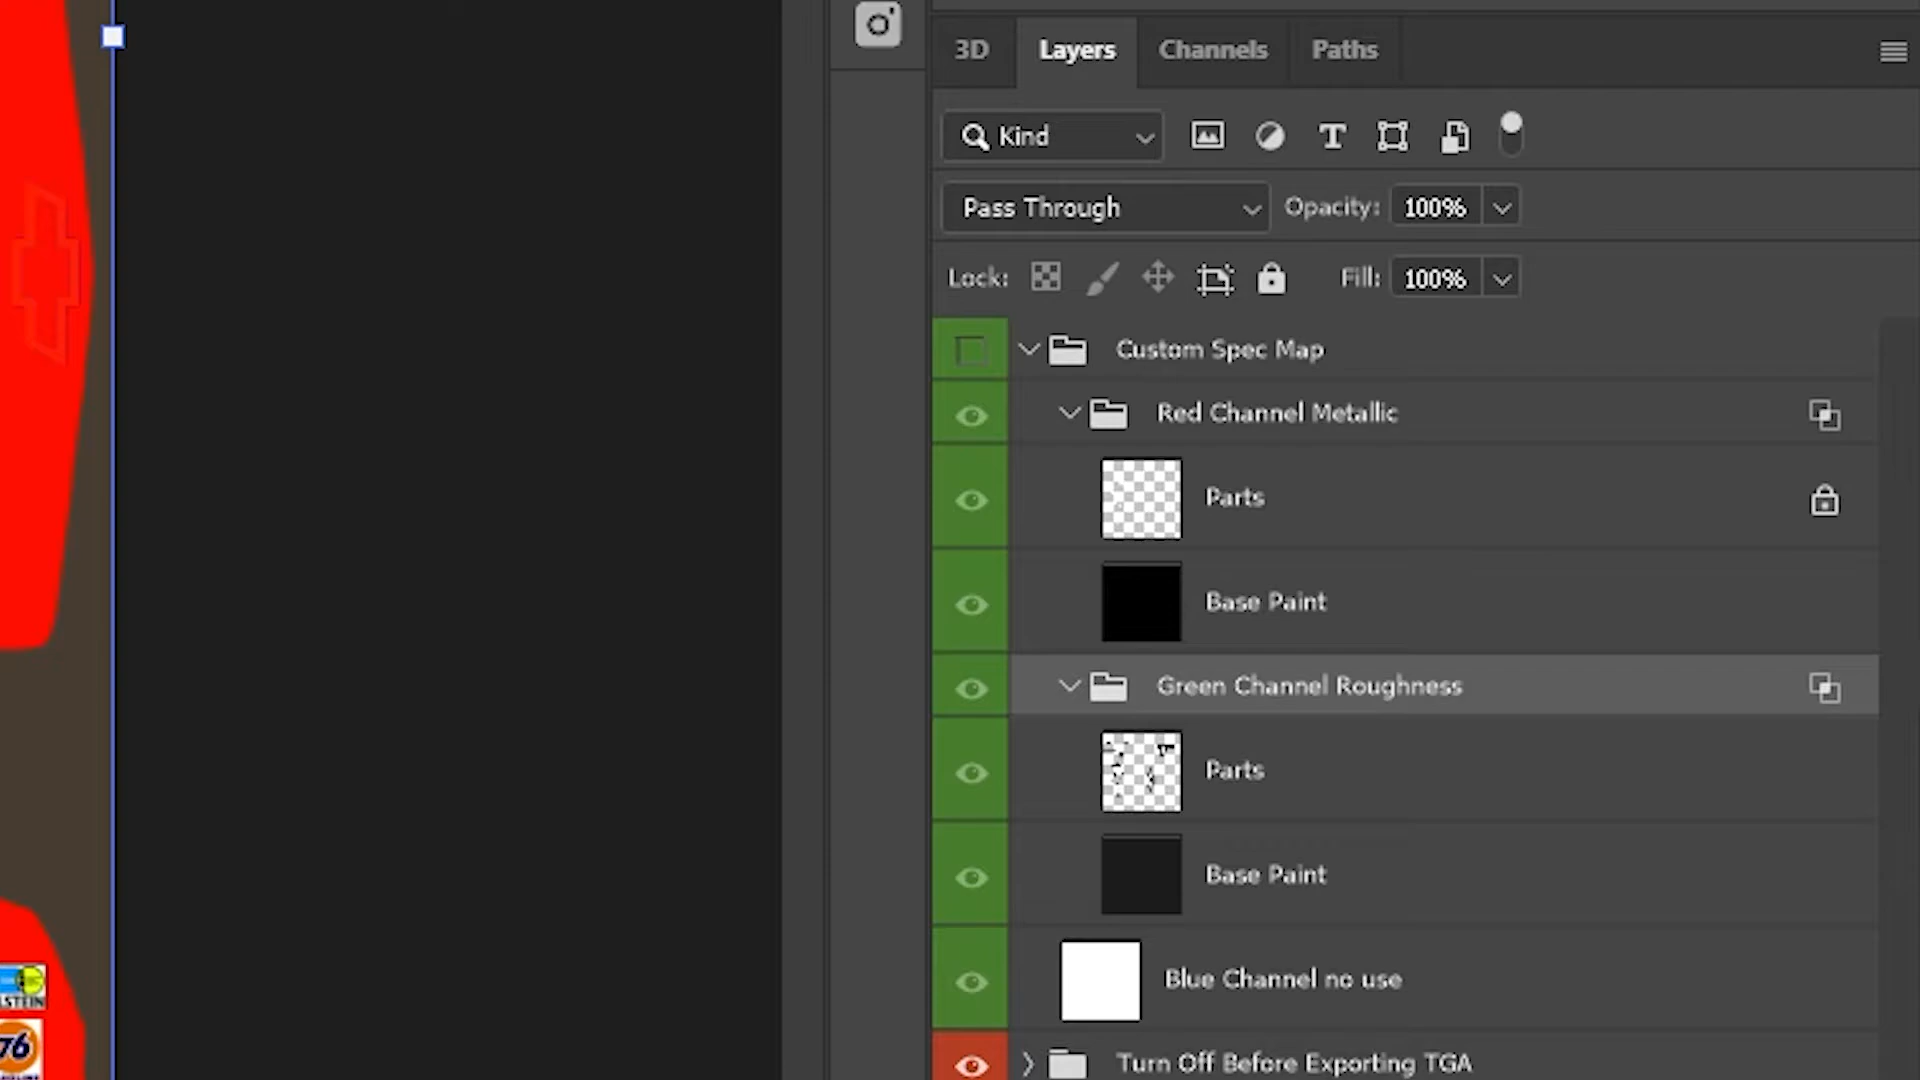 3D Layers Channels Paths
Kind
Pass Through Opacity: 100%
Lock: Fill: 100%
Custom Spec Map
Red Channel Metallic
Parts
Base Paint
Green Channel Roughness
Parts
Base Paint
Blue Channel no use
Turn Off Before Exporting TGA
LSTEIN
76